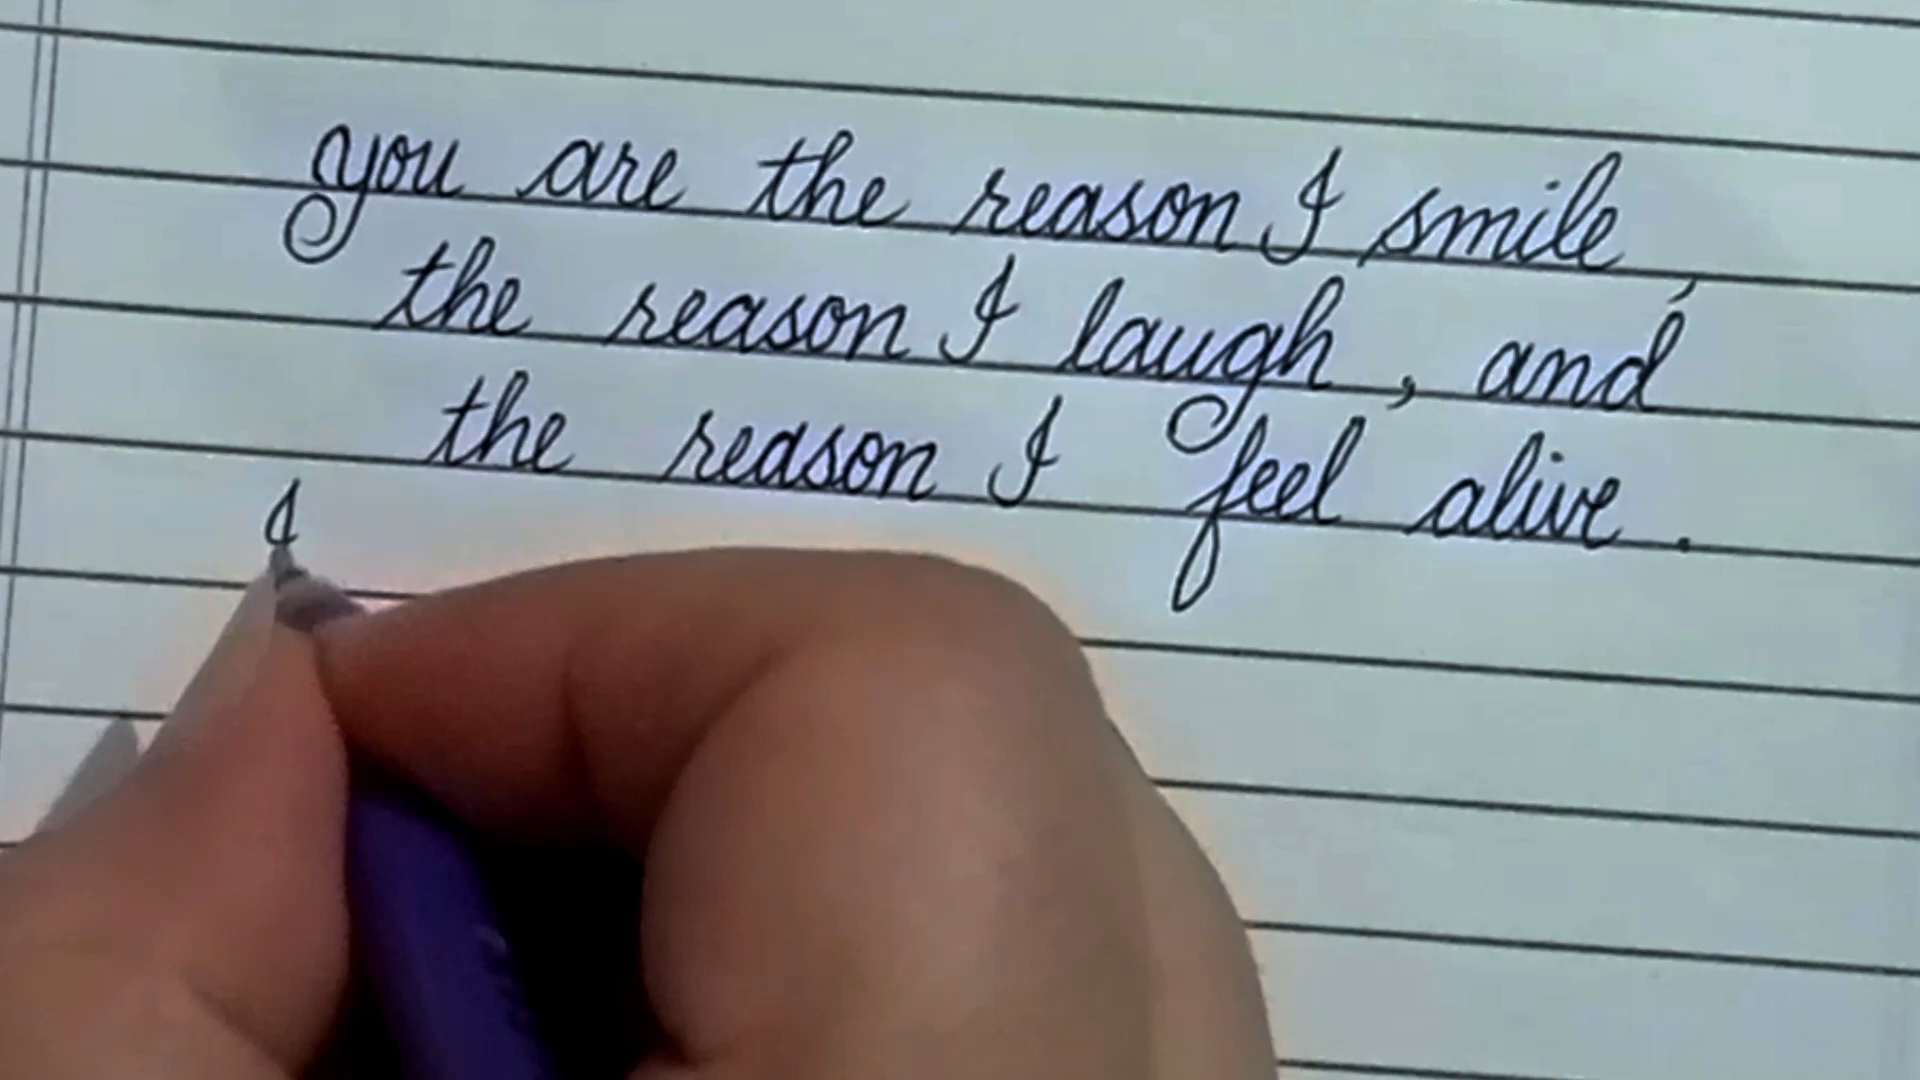 you are the reason I smile,
the reason I laugh, and
the reason I feel alive.
I